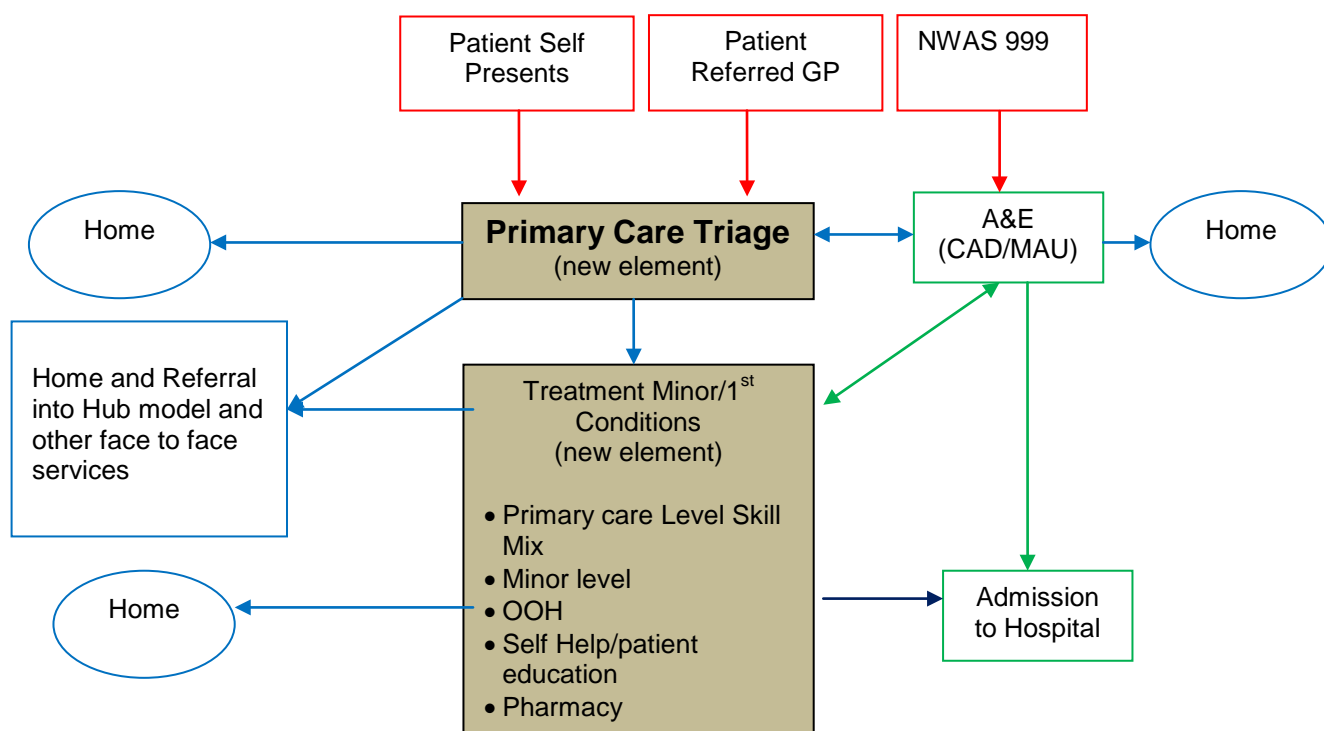 Patient Self
Presents
Patient
Referred GP
NWAS 999
Home
Primary Care Triage
(new element)
A&E
(CAD/MAU)
Home
Home and Referral
into Hub model and
other face to face
services
Treatment Minor/1st
Conditions
(new element)
• Primary care Level Skill
Mix
• Minor level
• OOH
• Self Help/patient
education
• Pharmacy
Home
Admission
to Hospital